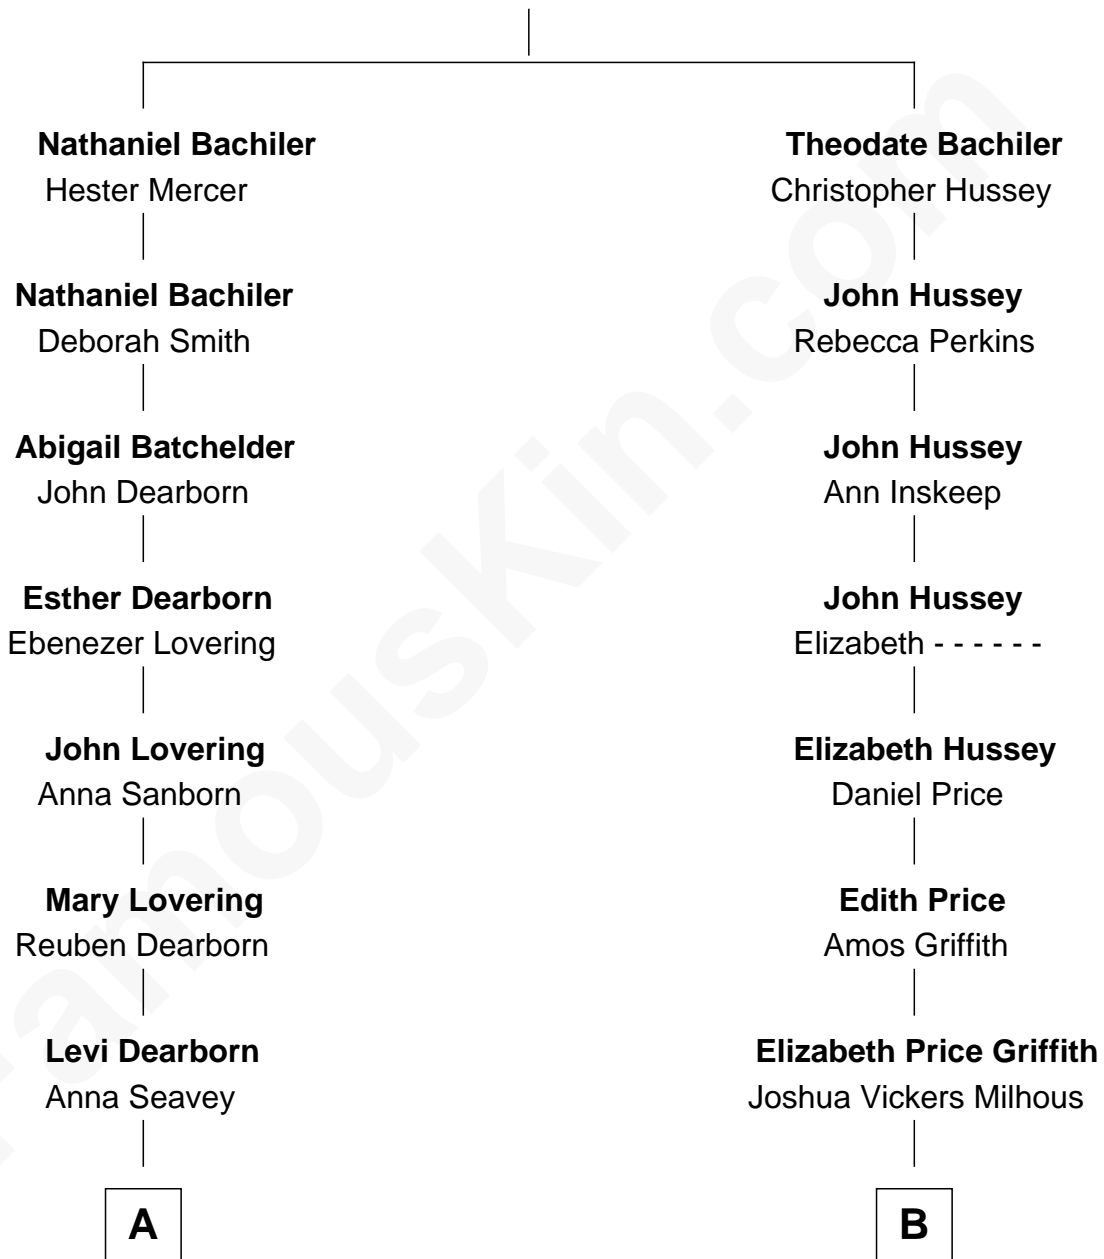 Nathaniel Bachiler
Hester Mercer
Nathaniel Bachiler
Deborah Smith
Abigail Batchelder
John Dearborn
Esther Dearborn
Ebenezer Lovering
John Lovering
Anna Sanborn
Mary Lovering
Reuben Dearborn
Levi Dearborn
Anna Seavey
A
Theodate Bachiler
Christopher Hussey
John Hussey
Rebecca Perkins
John Hussey
Ann Inskeep
John Hussey
Elizabeth - - - - - -
Elizabeth Hussey
Daniel Price
Edith Price
Amos Griffith
Elizabeth Price Griffith
Joshua Vickers Milhous
B
FamousKin.com